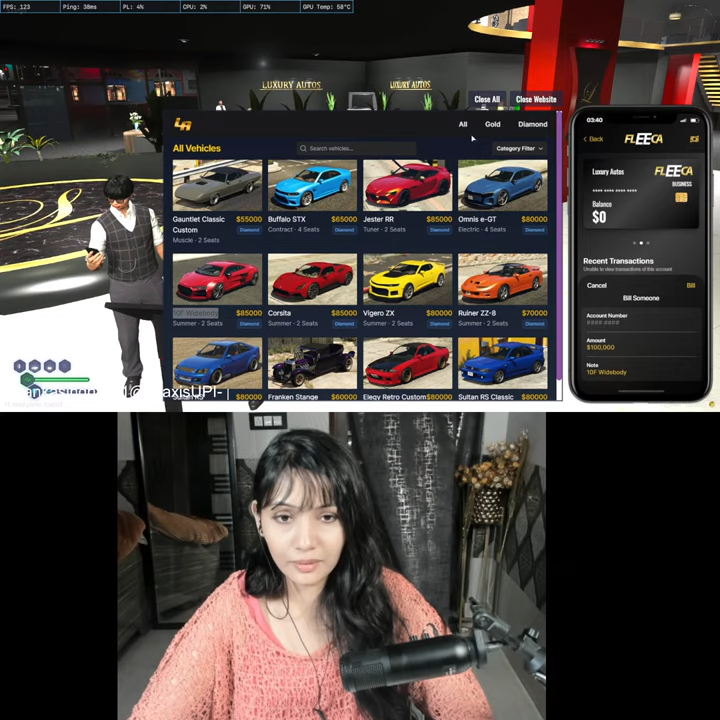 FPS: 123 Ping: 38ms PL: 4% CPU: 2% GPU: 71% GPU Temp: 58°C
LUXURY AUTOS LUXURY AUTOS
Close All Close Website
LA All Gold Diamond
All Vehicles Search vehicles... Category Filter
Gauntlet Classic Custom $55000
Muscle · 2 Seats Diamond
Buffalo STX $65000
Contract · 4 Seats Diamond
Jester RR $85000
Tuner · 2 Seats Diamond
Omnis e-GT $80000
Electric · 4 Seats Diamond
10F Widebody $85000
Summer · 2 Seats Diamond
Corsita $80000
Summer · 2 Seats Diamond
Vigero ZX $80000
Summer · 2 Seats Diamond
Ruiner ZZ-8 $70000
Summer · 2 Seats Diamond
$80000
Franken Stange $60000
Elegy Retro Custom $80000
Sultan RS Classic $80000
03:40
Back FLEECA
Luxury Autos FLEECA
BUSINESS
Balance
$0
Recent Transactions
Unable to view transactions of this account
Cancel Bill
Bill Someone
Account Number
#### ####
Amount
$100,000
Note
10F Widebody